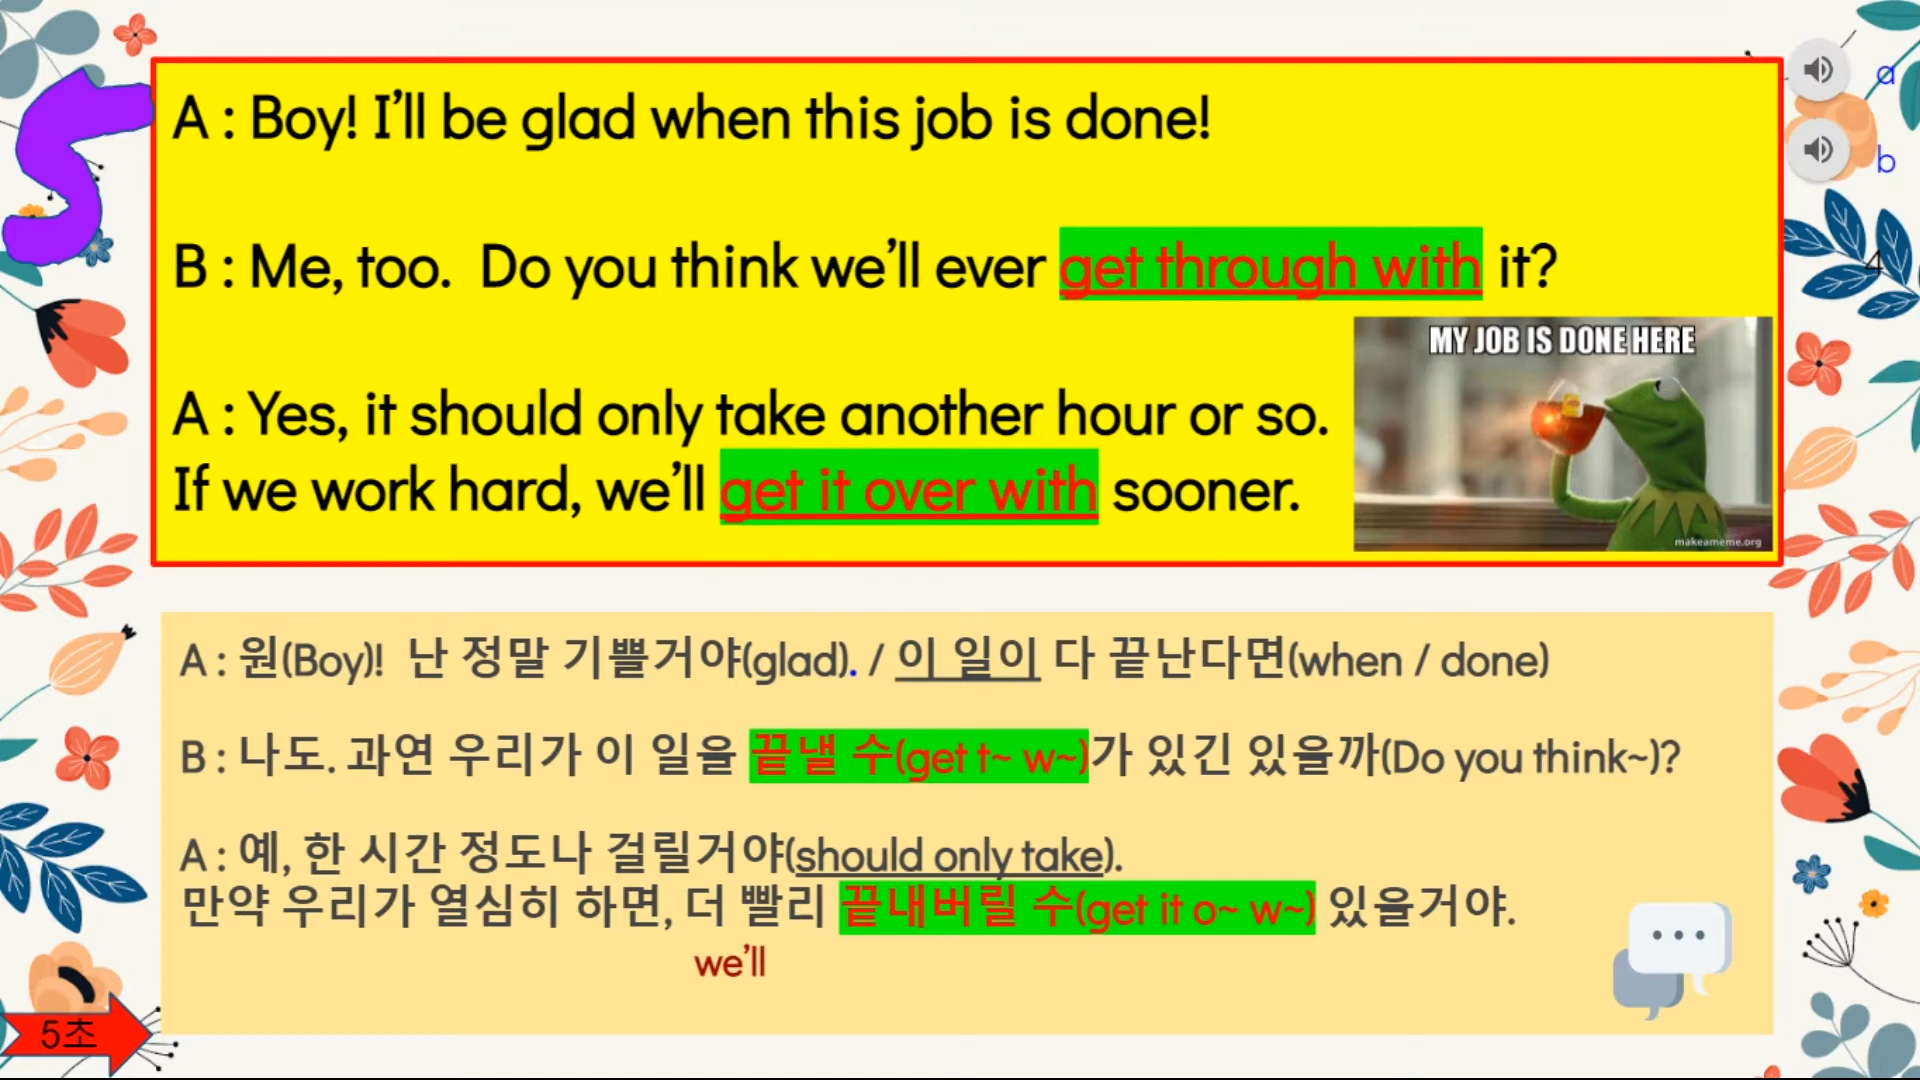 A : Boy! I’ll be glad when this job is done!
B : Me, too.  Do you think we’ll ever get through with it?
A : Yes, it should only take another hour or so.
If we work hard, we’ll get it over with sooner.
MY JOB IS DONE HERE
makeameme.org
a
b
4
5
A : 원(Boy)!  난 정말 기쁠거야(glad). / 이 일이 다 끝난다면(when / done)
B : 나도. 과연 우리가 이 일을 끝낼 수(get t~ w~)가 있긴 있을까(Do you think~)?
A : 예, 한 시간 정도나 걸릴거야(should only take).
만약 우리가 열심히 하면, 더 빨리 끝내버릴 수(get it o~ w~) 있을거야.
we’ll
5초